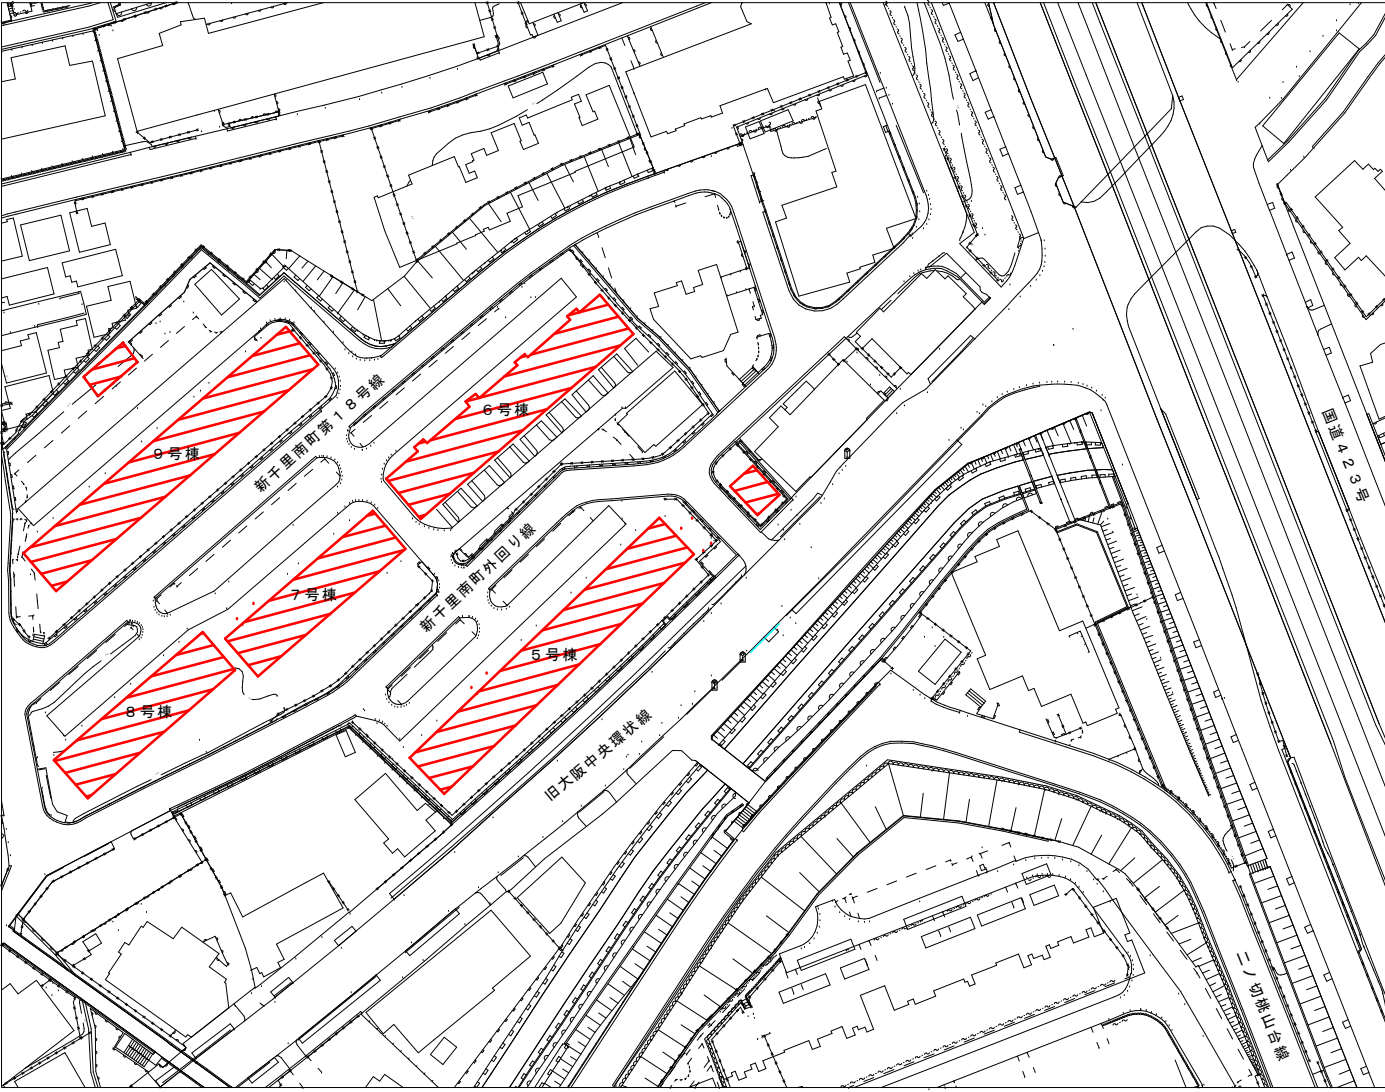 国道４２３号
新千里南町第１８号線
６号棟
９号棟
新千里南町外回り線
７号棟
５号棟
８号棟
旧大阪中央環状線
二ノ切桃山台線